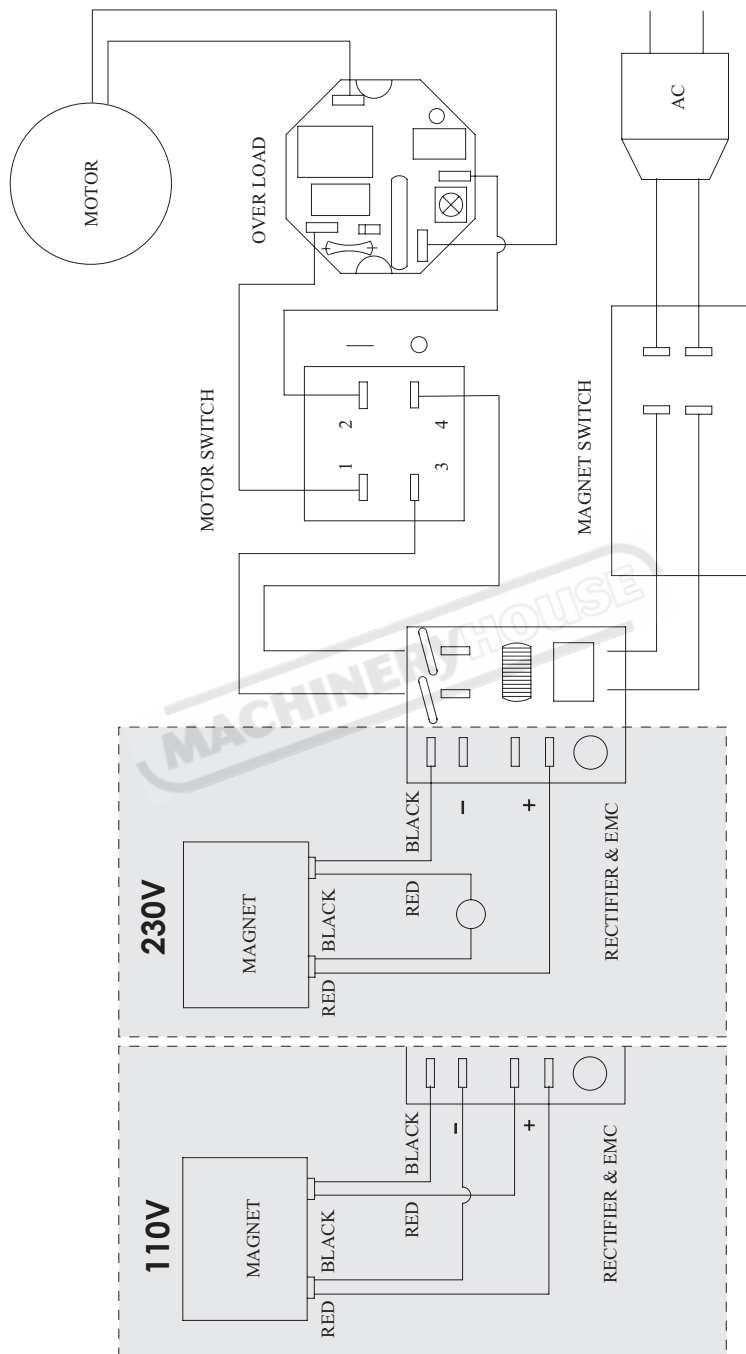 MOTOR
OVER LOAD
AC
MOTOR SWITCH
1
2
3
4
MAGNET SWITCH
MACHINERYHOUSE
230V
MAGNET
RED
BLACK
RED
BLACK
−
+
RECTIFIER & EMC
110V
MAGNET
RED
BLACK
RED
BLACK
−
+
RECTIFIER & EMC